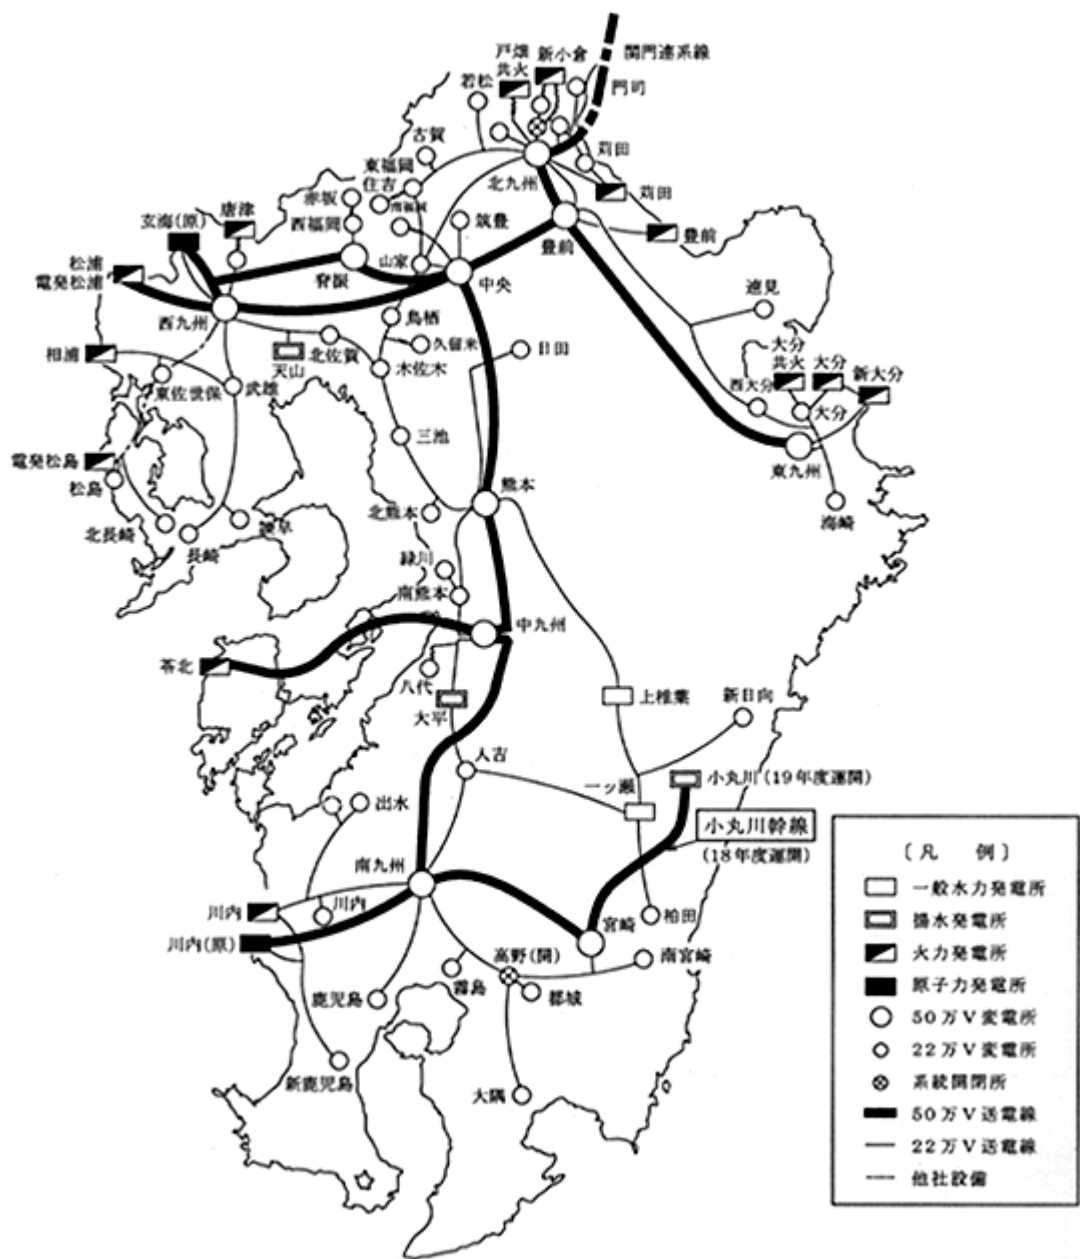 関門連系線
戸畑
共火
新小倉
門司
若松
苅田
古賀
東福岡
住吉
北九州
苅田
赤坂
唐津
玄海(原)
西福岡
南福岡
筑豊
豊前
豊前
松浦
電発松浦
脊振
山家
中央
速見
西九州
鳥栖
久留米
日田
大分
共火
大分
新大分
相浦
天山
北佐賀
木佐木
西大分
大分
東佐世保
武雄
三池
東九州
電発松島
松島
熊本
北熊本
海崎
北長崎
長崎
諫早
緑川
南熊本
中九州
苓北
八代
大平
上椎葉
新日向
人吉
一ッ瀬
小丸川(19年度運開)
出水
小丸川幹線
(18年度運開)
南九州
川内
川内
柏田
宮崎
川内(原)
高野(開)
南宮崎
霧島
都城
鹿児島
新鹿児島
大隅
〔凡 例〕
一般水力発電所
揚水発電所
火力発電所
原子力発電所
50万V変電所
22万V変電所
系統開閉所
50万V送電線
22万V送電線
他社設備